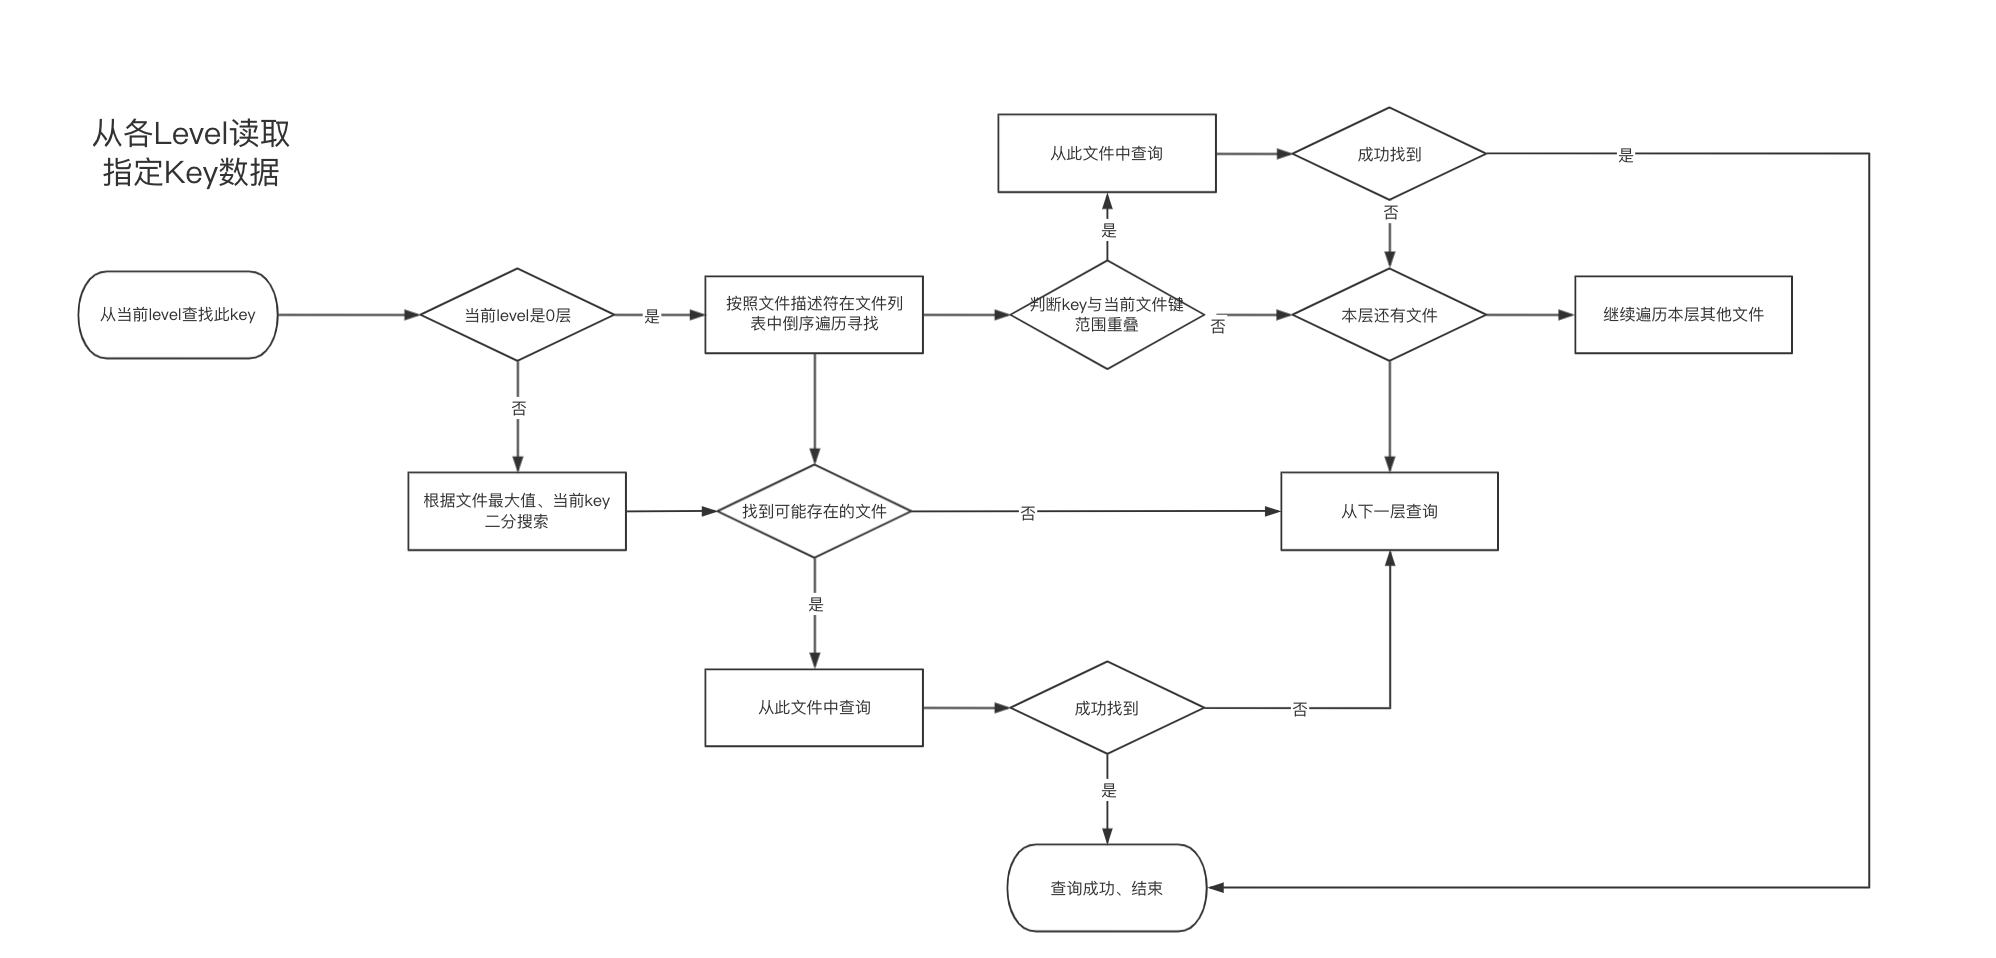 从各Level读取
指定Key数据
从此文件中查询
成功找到
是
否
是
从当前level查找此key
当前level是0层
是
按照文件描述符在文件列
表中倒序遍历寻找
判断key与当前文件键
范围重叠
否
本层还有文件
继续遍历本层其他文件
否
根据文件最大值、当前key
二分搜索
找到可能存在的文件
否
从下一层查询
是
从此文件中查询
成功找到
否
是
查询成功、结束